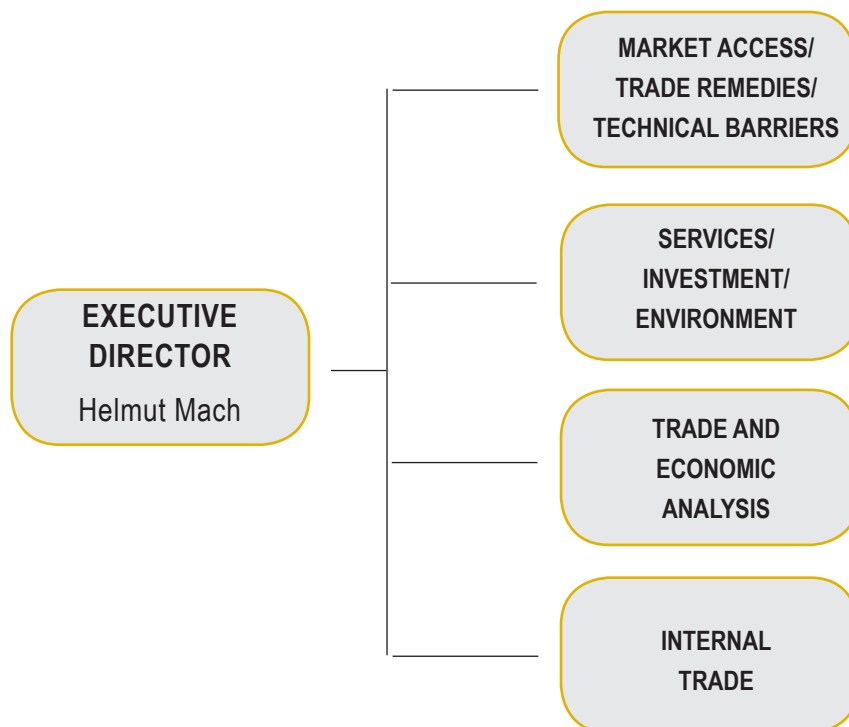 EXECUTIVE
DIRECTOR
Helmut Mach
MARKET ACCESS/
TRADE REMEDIES/
TECHNICAL BARRIERS
SERVICES/
INVESTMENT/
ENVIRONMENT
TRADE AND
ECONOMIC
ANALYSIS
INTERNAL
TRADE